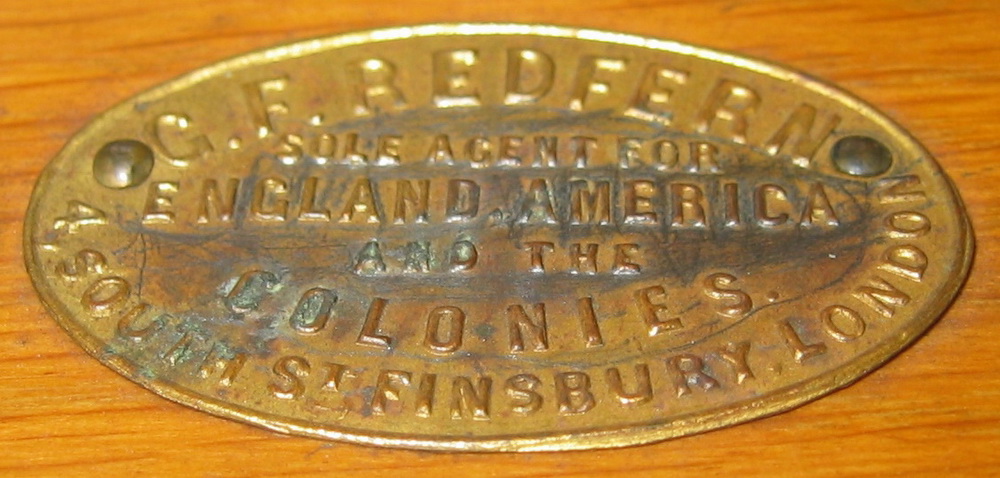 G. F. REDFERN
SOLE AGENT FOR
ENGLAND, AMERICA
AND THE
COLONIES.
4, SOUTH ST. FINSBURY, LONDON